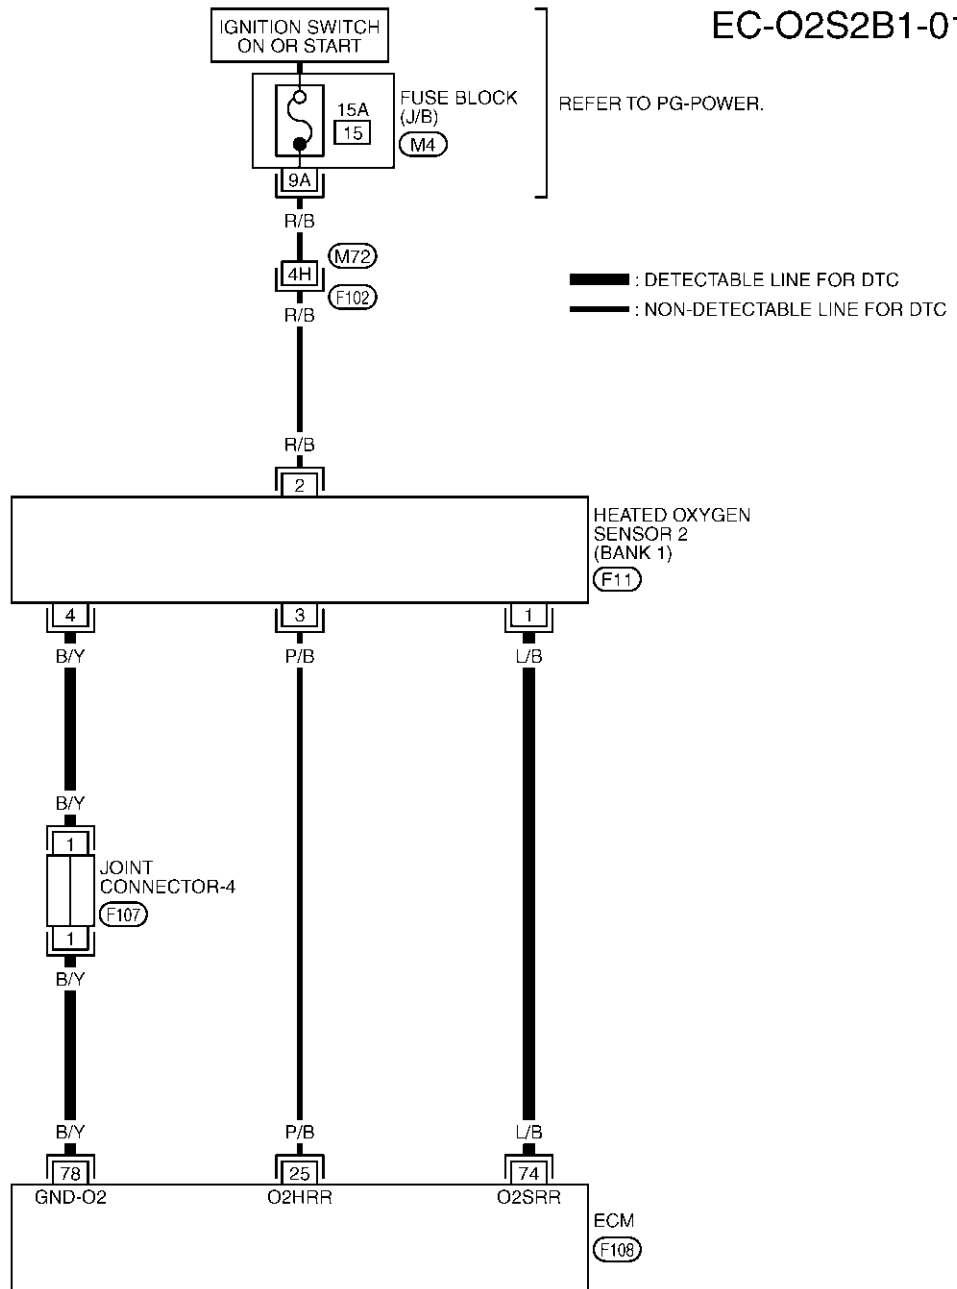 EC-O2S2B1-01
IGNITION SWITCH
ON OR START
FUSE BLOCK
(J/B)
M4
15A
15
REFER TO PG-POWER.
9A
R/B
M72
4H
F102
R/B
: DETECTABLE LINE FOR DTC
: NON-DETECTABLE LINE FOR DTC
R/B
2
HEATED OXYGEN
SENSOR 2
(BANK 1)
F11
4
3
1
B/Y
P/B
L/B
B/Y
1
JOINT
CONNECTOR-4
F107
1
B/Y
B/Y
P/B
L/B
78
25
74
GND-O2
O2HRR
O2SRR
ECM
F108